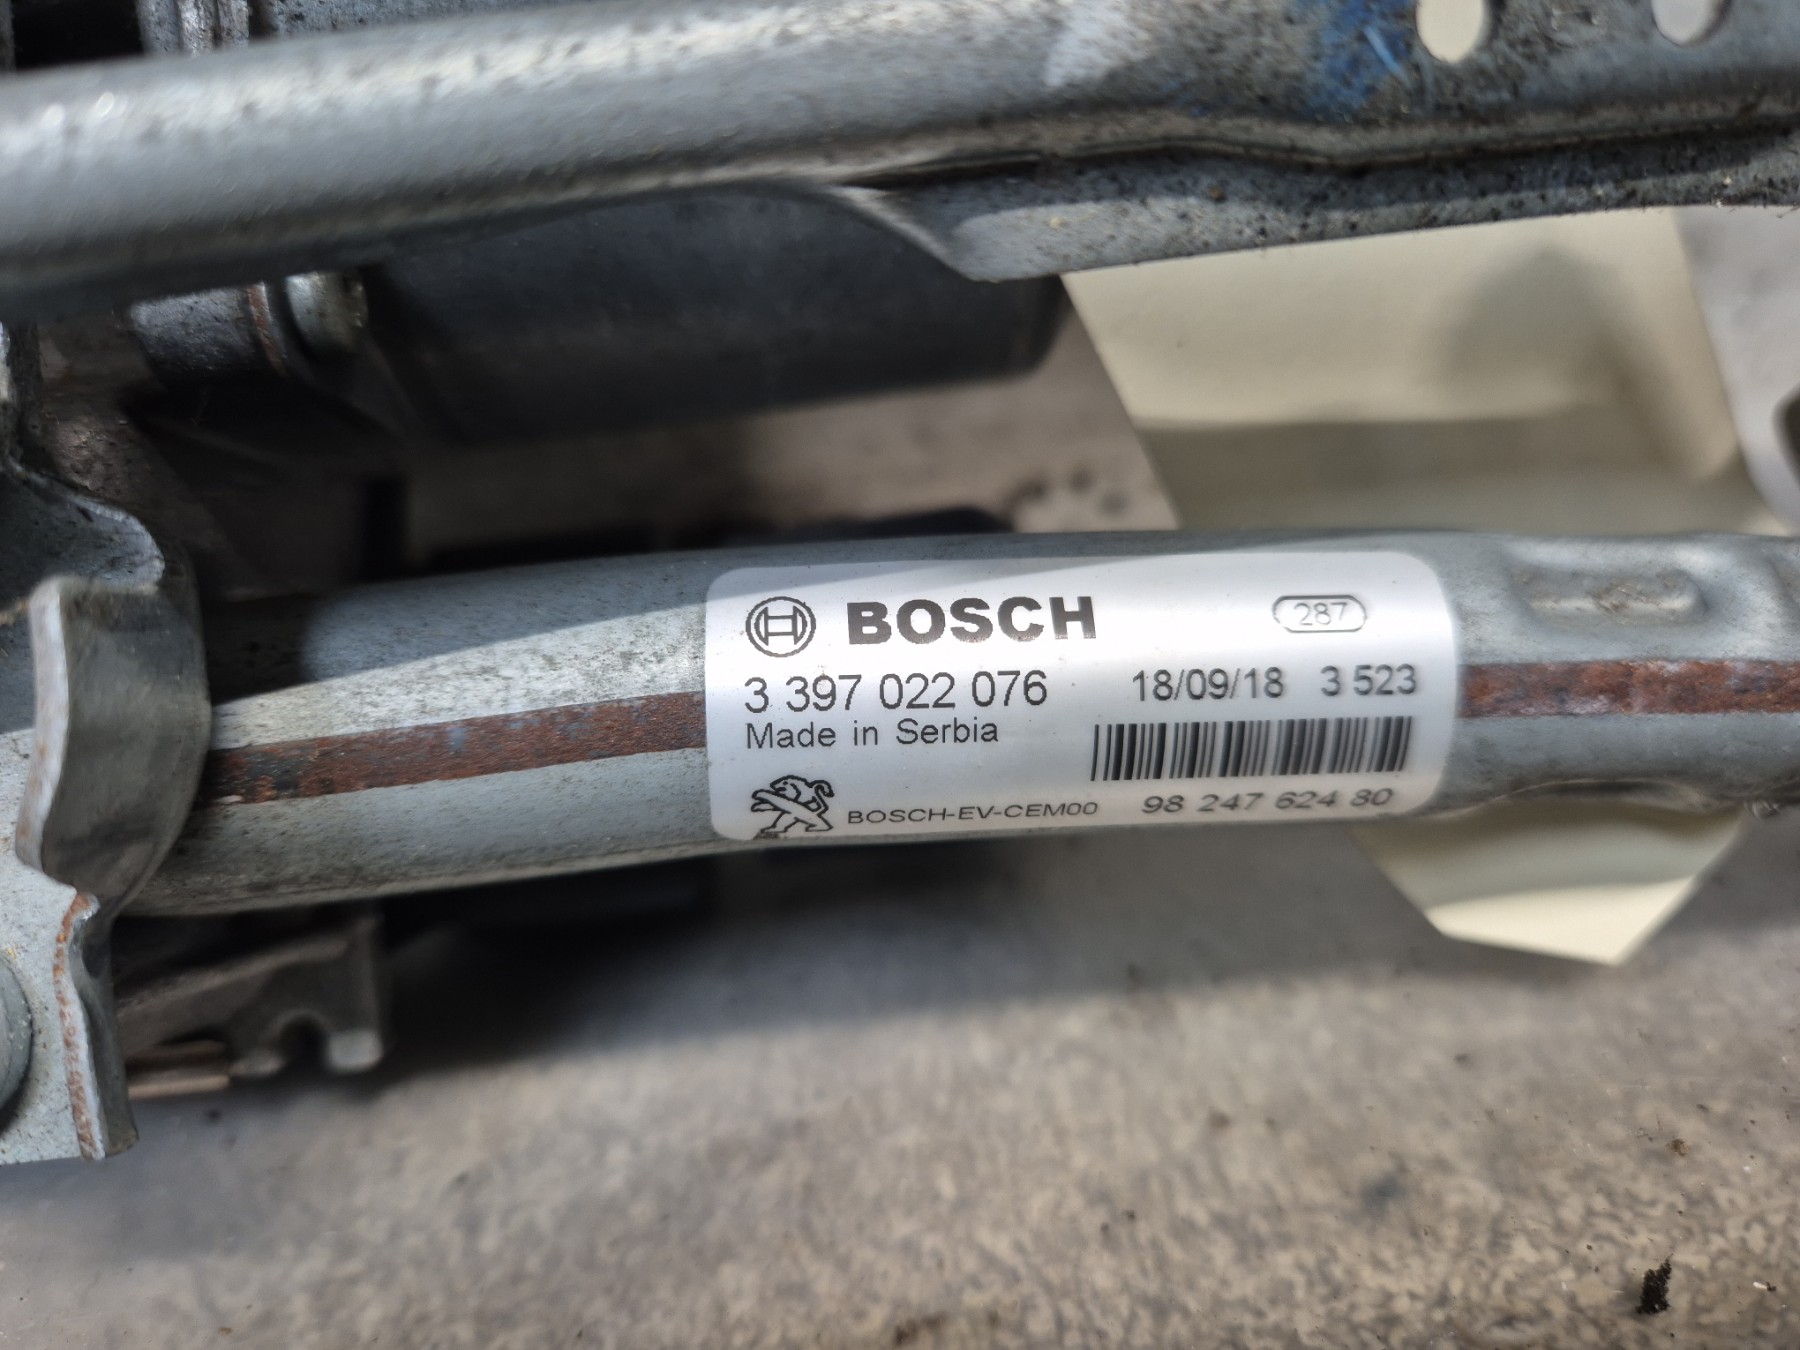 BOSCH 287
3 397 022 076 18/09/18 3 523
Made in Serbia
BOSCH-EV-CEM00 98 247 624 80